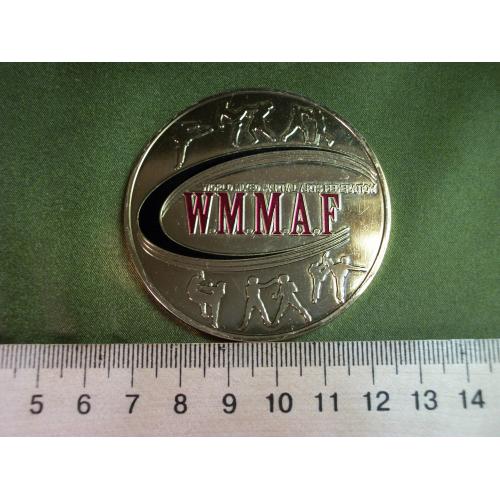 WORLD MIXED MARTIAL ARTS FEDERATION
W.M.M.A.F
5 6 7 8 9 10 11 12 13 14